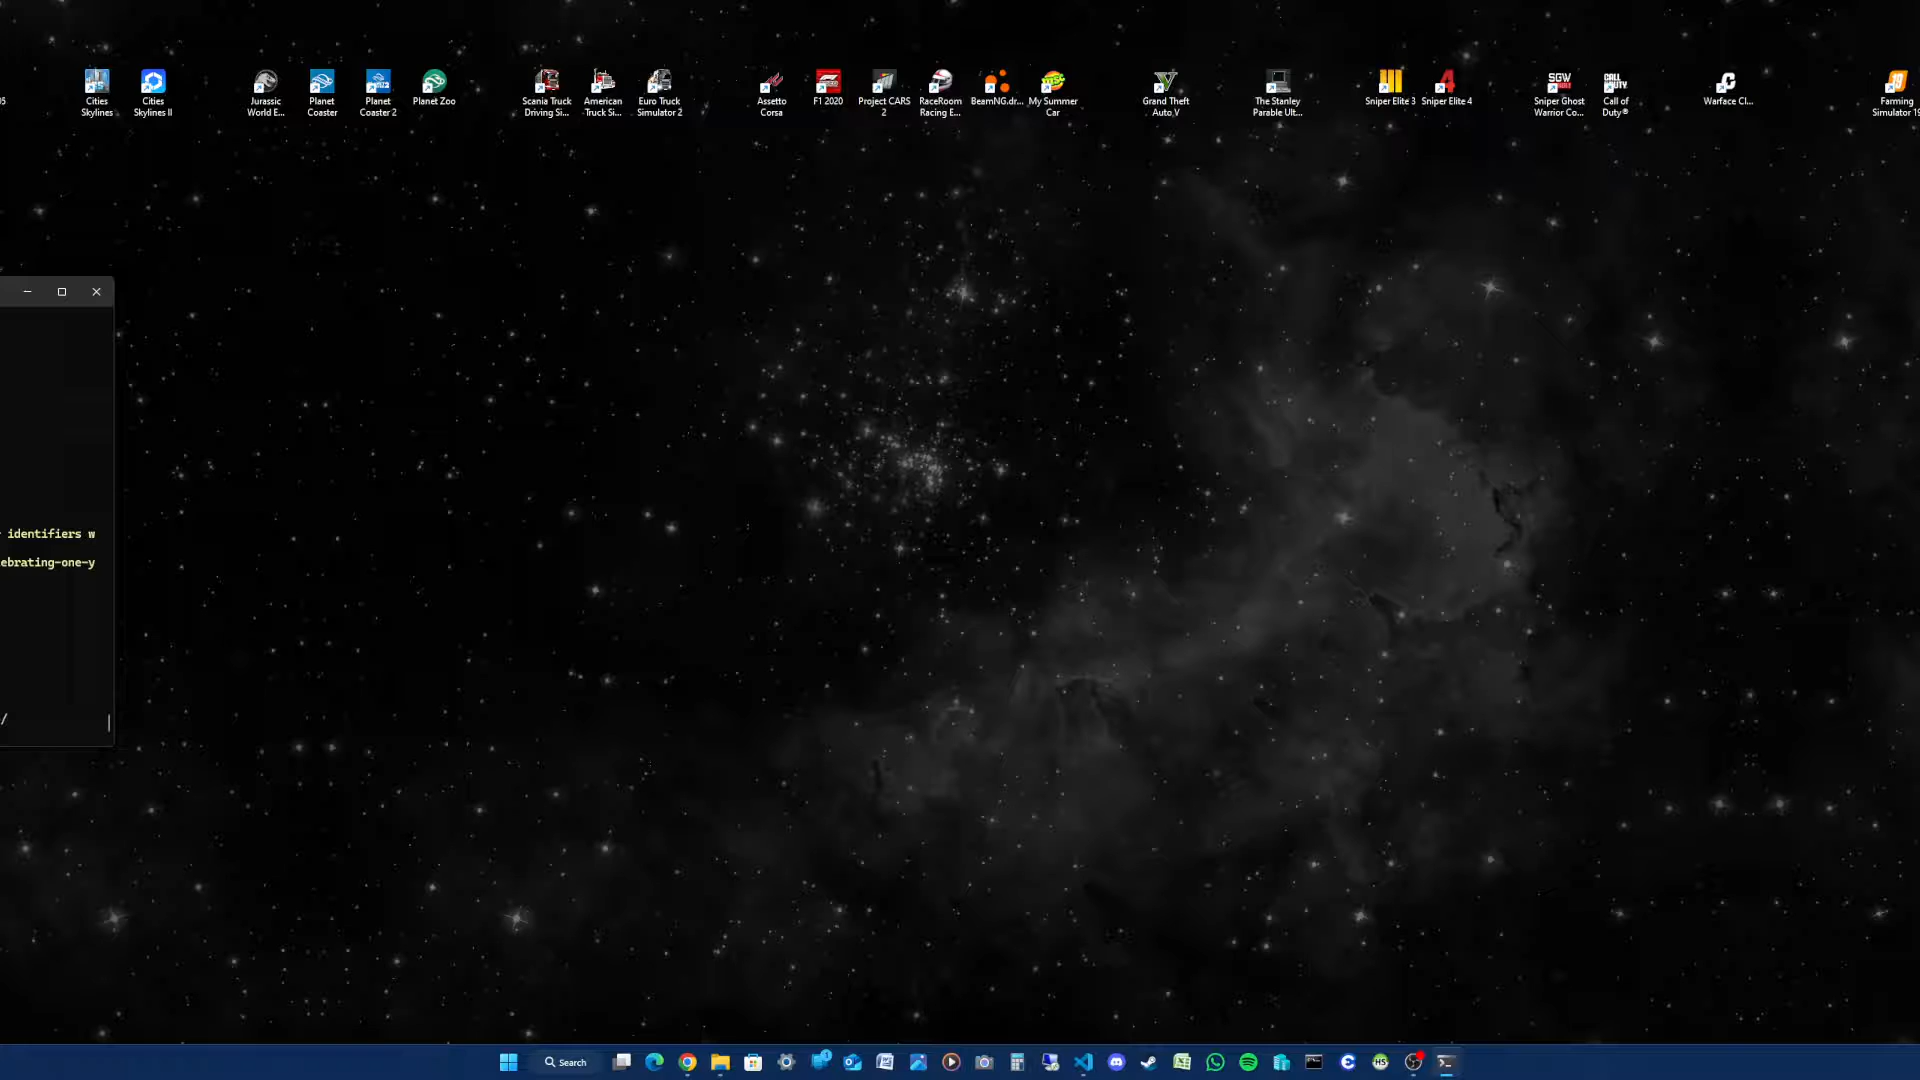 05
Cities
Skylines
Cities
Skylines II
Jurassic
World E...
Planet
Coaster
Planet
Coaster 2
Planet Zoo
Scania Truck
Driving Si...
American
Truck Si...
Euro Truck
Simulator 2
Assetto
Corsa
F1 2020
Project CARS
2
RaceRoom
Racing E...
BeamNG.dr...
My Summer
Car
Grand Theft
Auto V
The Stanley
Parable Ult...
Sniper Elite 3
Sniper Elite 4
Sniper Ghost
Warrior Co...
Call of
Duty®
Warface Cl...
Farming
Simulator 19
identifiers w
ebrating-one-y
/
Search